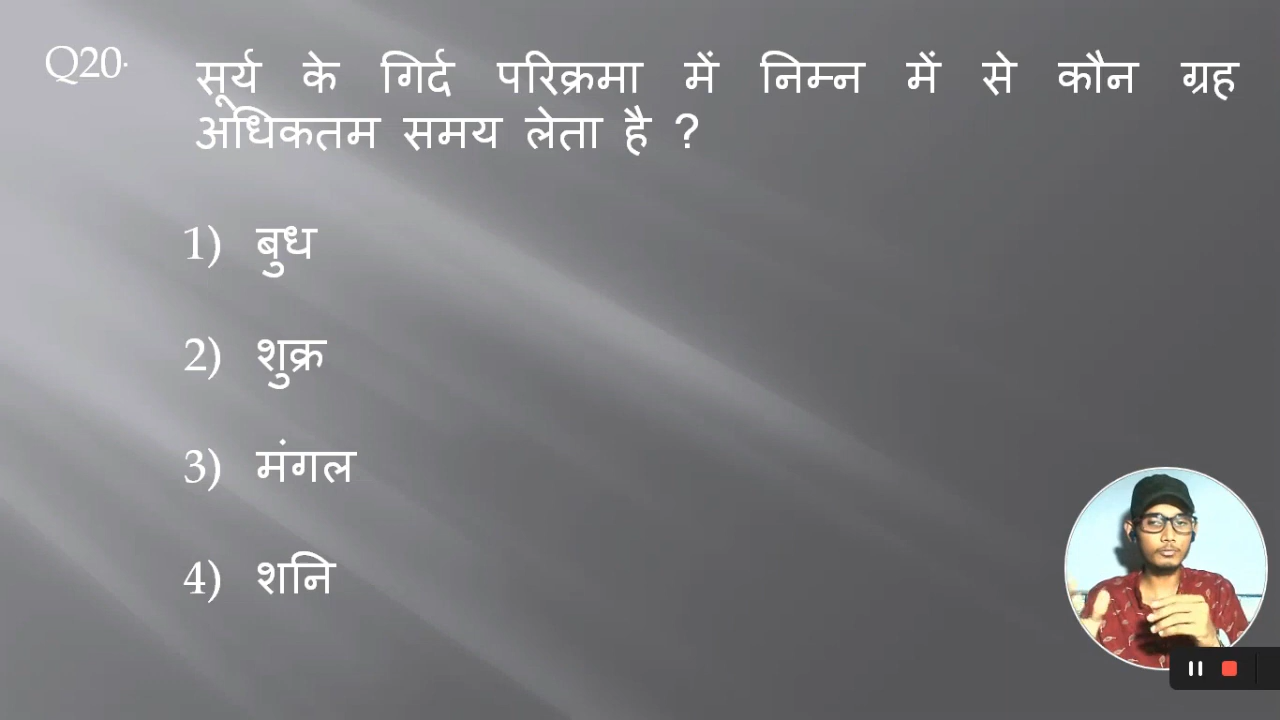 Q20. सूर्य के गिर्द परिक्रमा में निम्न में से कौन ग्रह
अधिकतम समय लेता है ?
1) बुध
2) शुक्र
3) मंगल
4) शनि